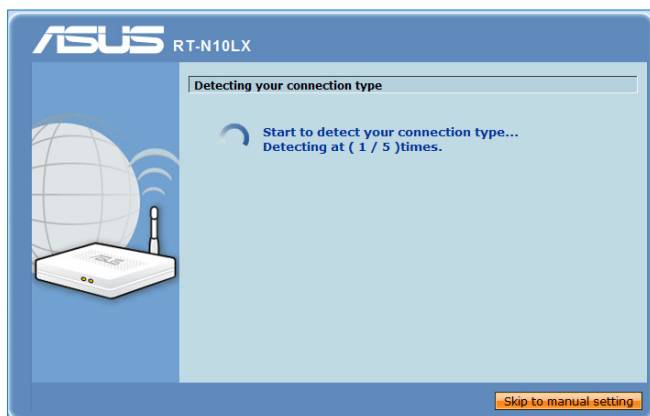 ASUS RT-N10LX
Detecting your connection type
Start to detect your connection type...
Detecting at ( 1 / 5 )times.
ASUS
Skip to manual setting